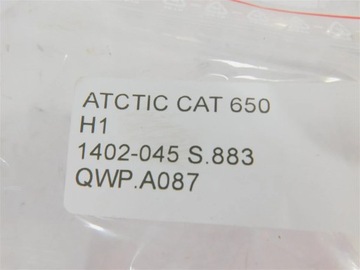 ATCTIC CAT 650
H1
1402-045 S.883
QWP.A087